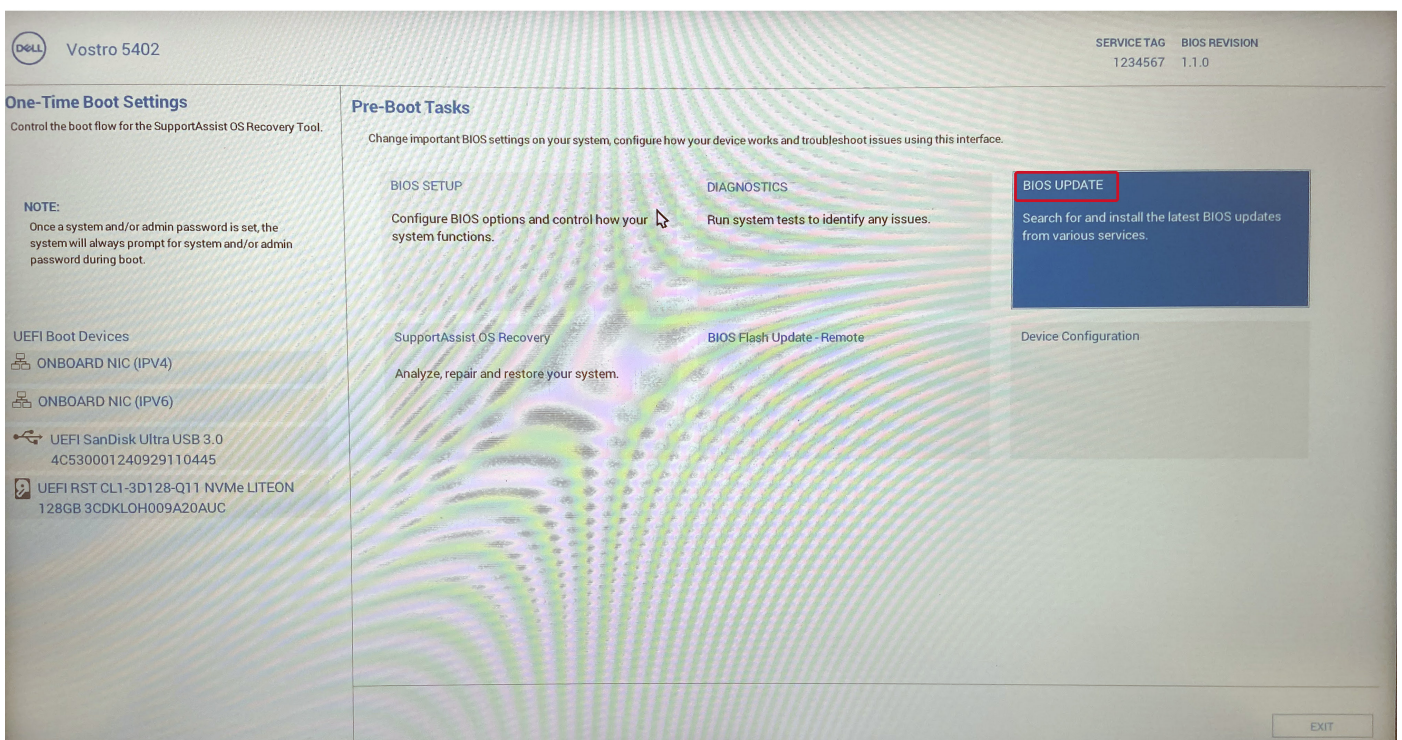 DELL
Vostro 5402
SERVICE TAG
BIOS REVISION
1234567
1.1.0
One-Time Boot Settings
Control the boot flow for the SupportAssist OS Recovery Tool.
NOTE:
Once a system and/or admin password is set, the
system will always prompt for system and/or admin
password during boot.
UEFI Boot Devices
ONBOARD NIC (IPV4)
ONBOARD NIC (IPV6)
UEFI SanDisk Ultra USB 3.0
4C530001240929110445
UEFI RST CL1-3D128-Q11 NVMe LITEON
128GB 3CDKLOH009A20AUC
Pre-Boot Tasks
Change important BIOS settings on your system, configure how your device works and troubleshoot issues using this interface.
BIOS SETUP
Configure BIOS options and control how your
system functions.
DIAGNOSTICS
Run system tests to identify any issues.
BIOS UPDATE
Search for and install the latest BIOS updates
from various services.
SupportAssist OS Recovery
Analyze, repair and restore your system.
BIOS Flash Update - Remote
Device Configuration
EXIT